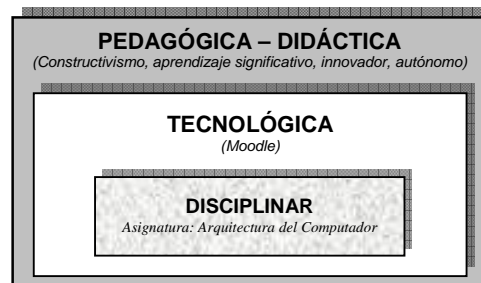 PEDAGÓGICA – DIDÁCTICA
(Constructivismo, aprendizaje significativo, innovador, autónomo)
TECNOLÓGICA
(Moodle)
DISCIPLINAR
Asignatura: Arquitectura del Computador